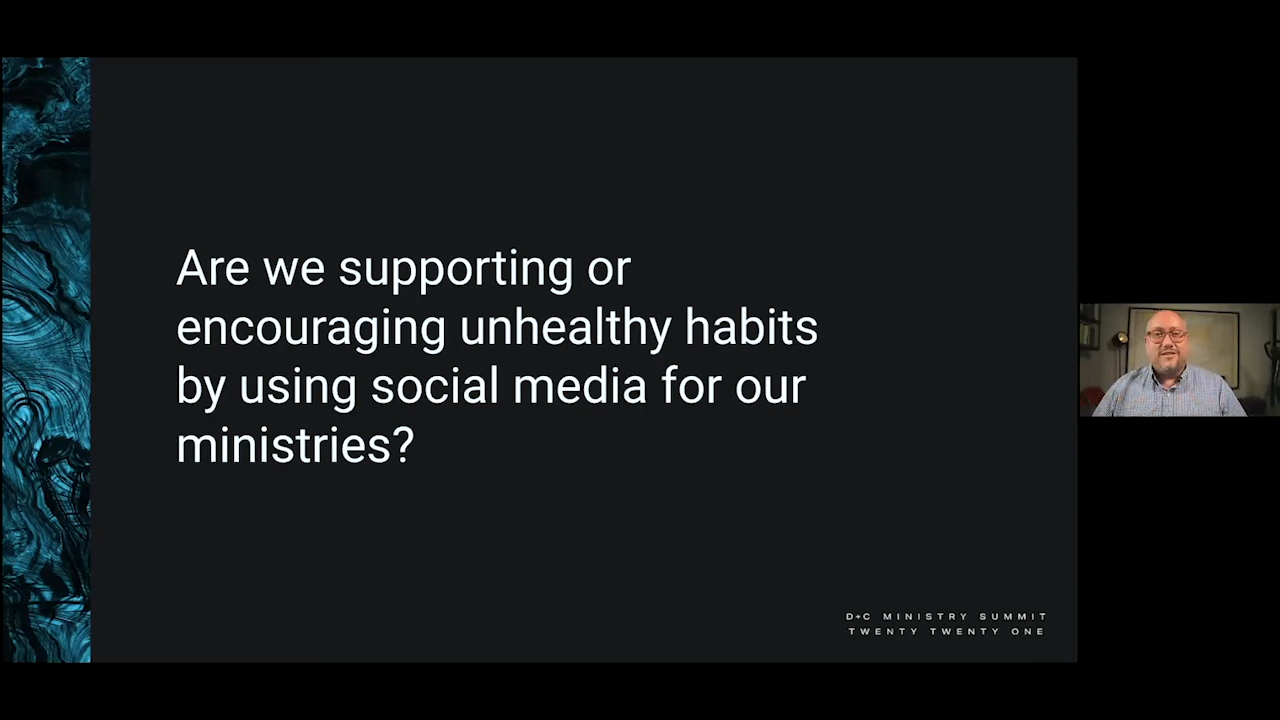 Are we supporting or
encouraging unhealthy habits
by using social media for our
ministries?
D+C MINISTRY SUMMIT
TWENTY TWENTY ONE